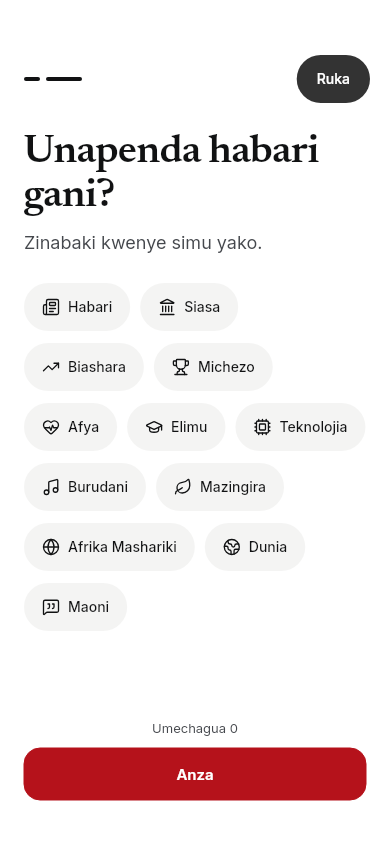 Ruka
Unapenda habari
gani?
Zinabaki kwenye simu yako.
Habari
Siasa
Biashara
Michezo
Afya
Elimu
Teknolojia
Burudani
Mazingira
Afrika Mashariki
Dunia
Maoni
Umechagua 0
Anza